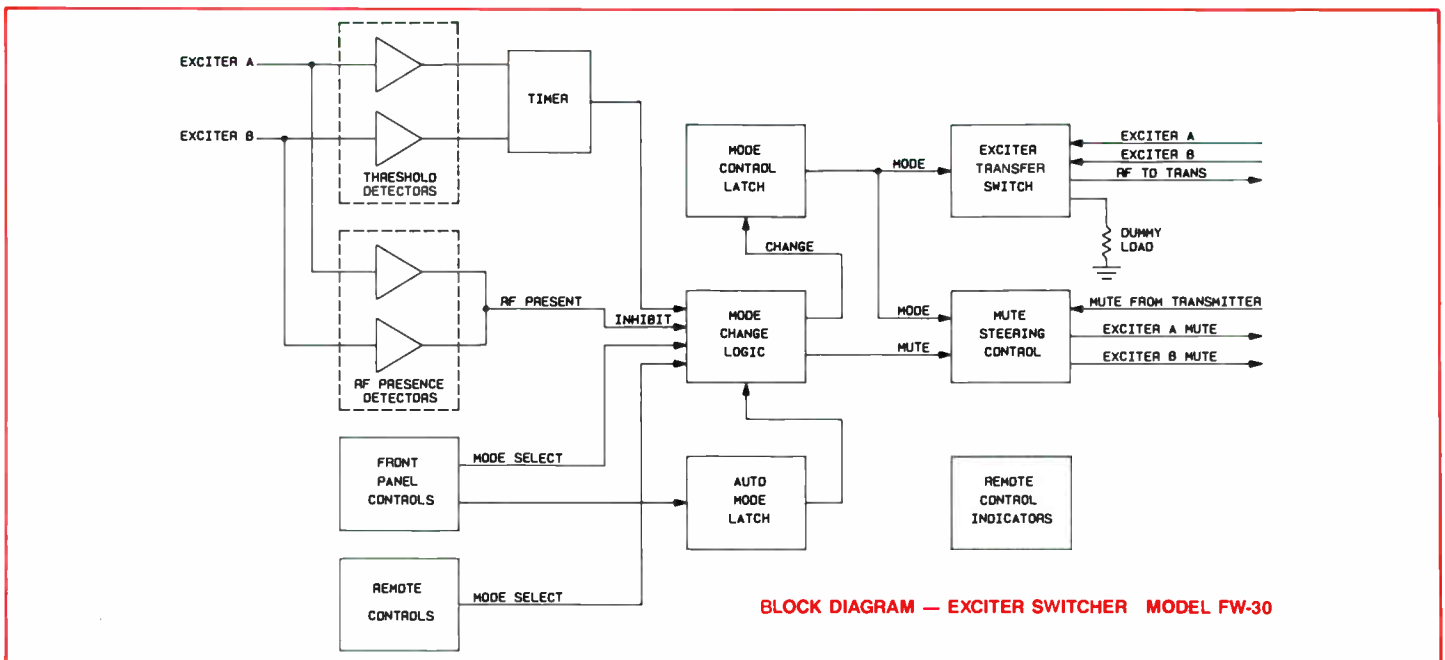 EXCITER A
EXCITER B
THRESHOLD
DETECTORS
TIMER
RF PRESENCE
DETECTORS
RF PRESENT
INHIBIT
FRONT
PANEL
CONTROLS
MODE SELECT
REMOTE
CONTROLS
MODE SELECT
MODE
CONTROL
LATCH
CHANGE
MODE
CHANGE
LOGIC
AUTO
MODE
LATCH
MODE
MODE
MUTE
EXCITER
TRANSFER
SWITCH
EXCITER A
EXCITER B
RF TO TRANS
DUMMY
LOAD
MUTE
STEERING
CONTROL
MUTE FROM TRANSMITTER
EXCITER A MUTE
EXCITER B MUTE
REMOTE
CONTROL
INDICATORS
BLOCK DIAGRAM — EXCITER SWITCHER MODEL FW-30